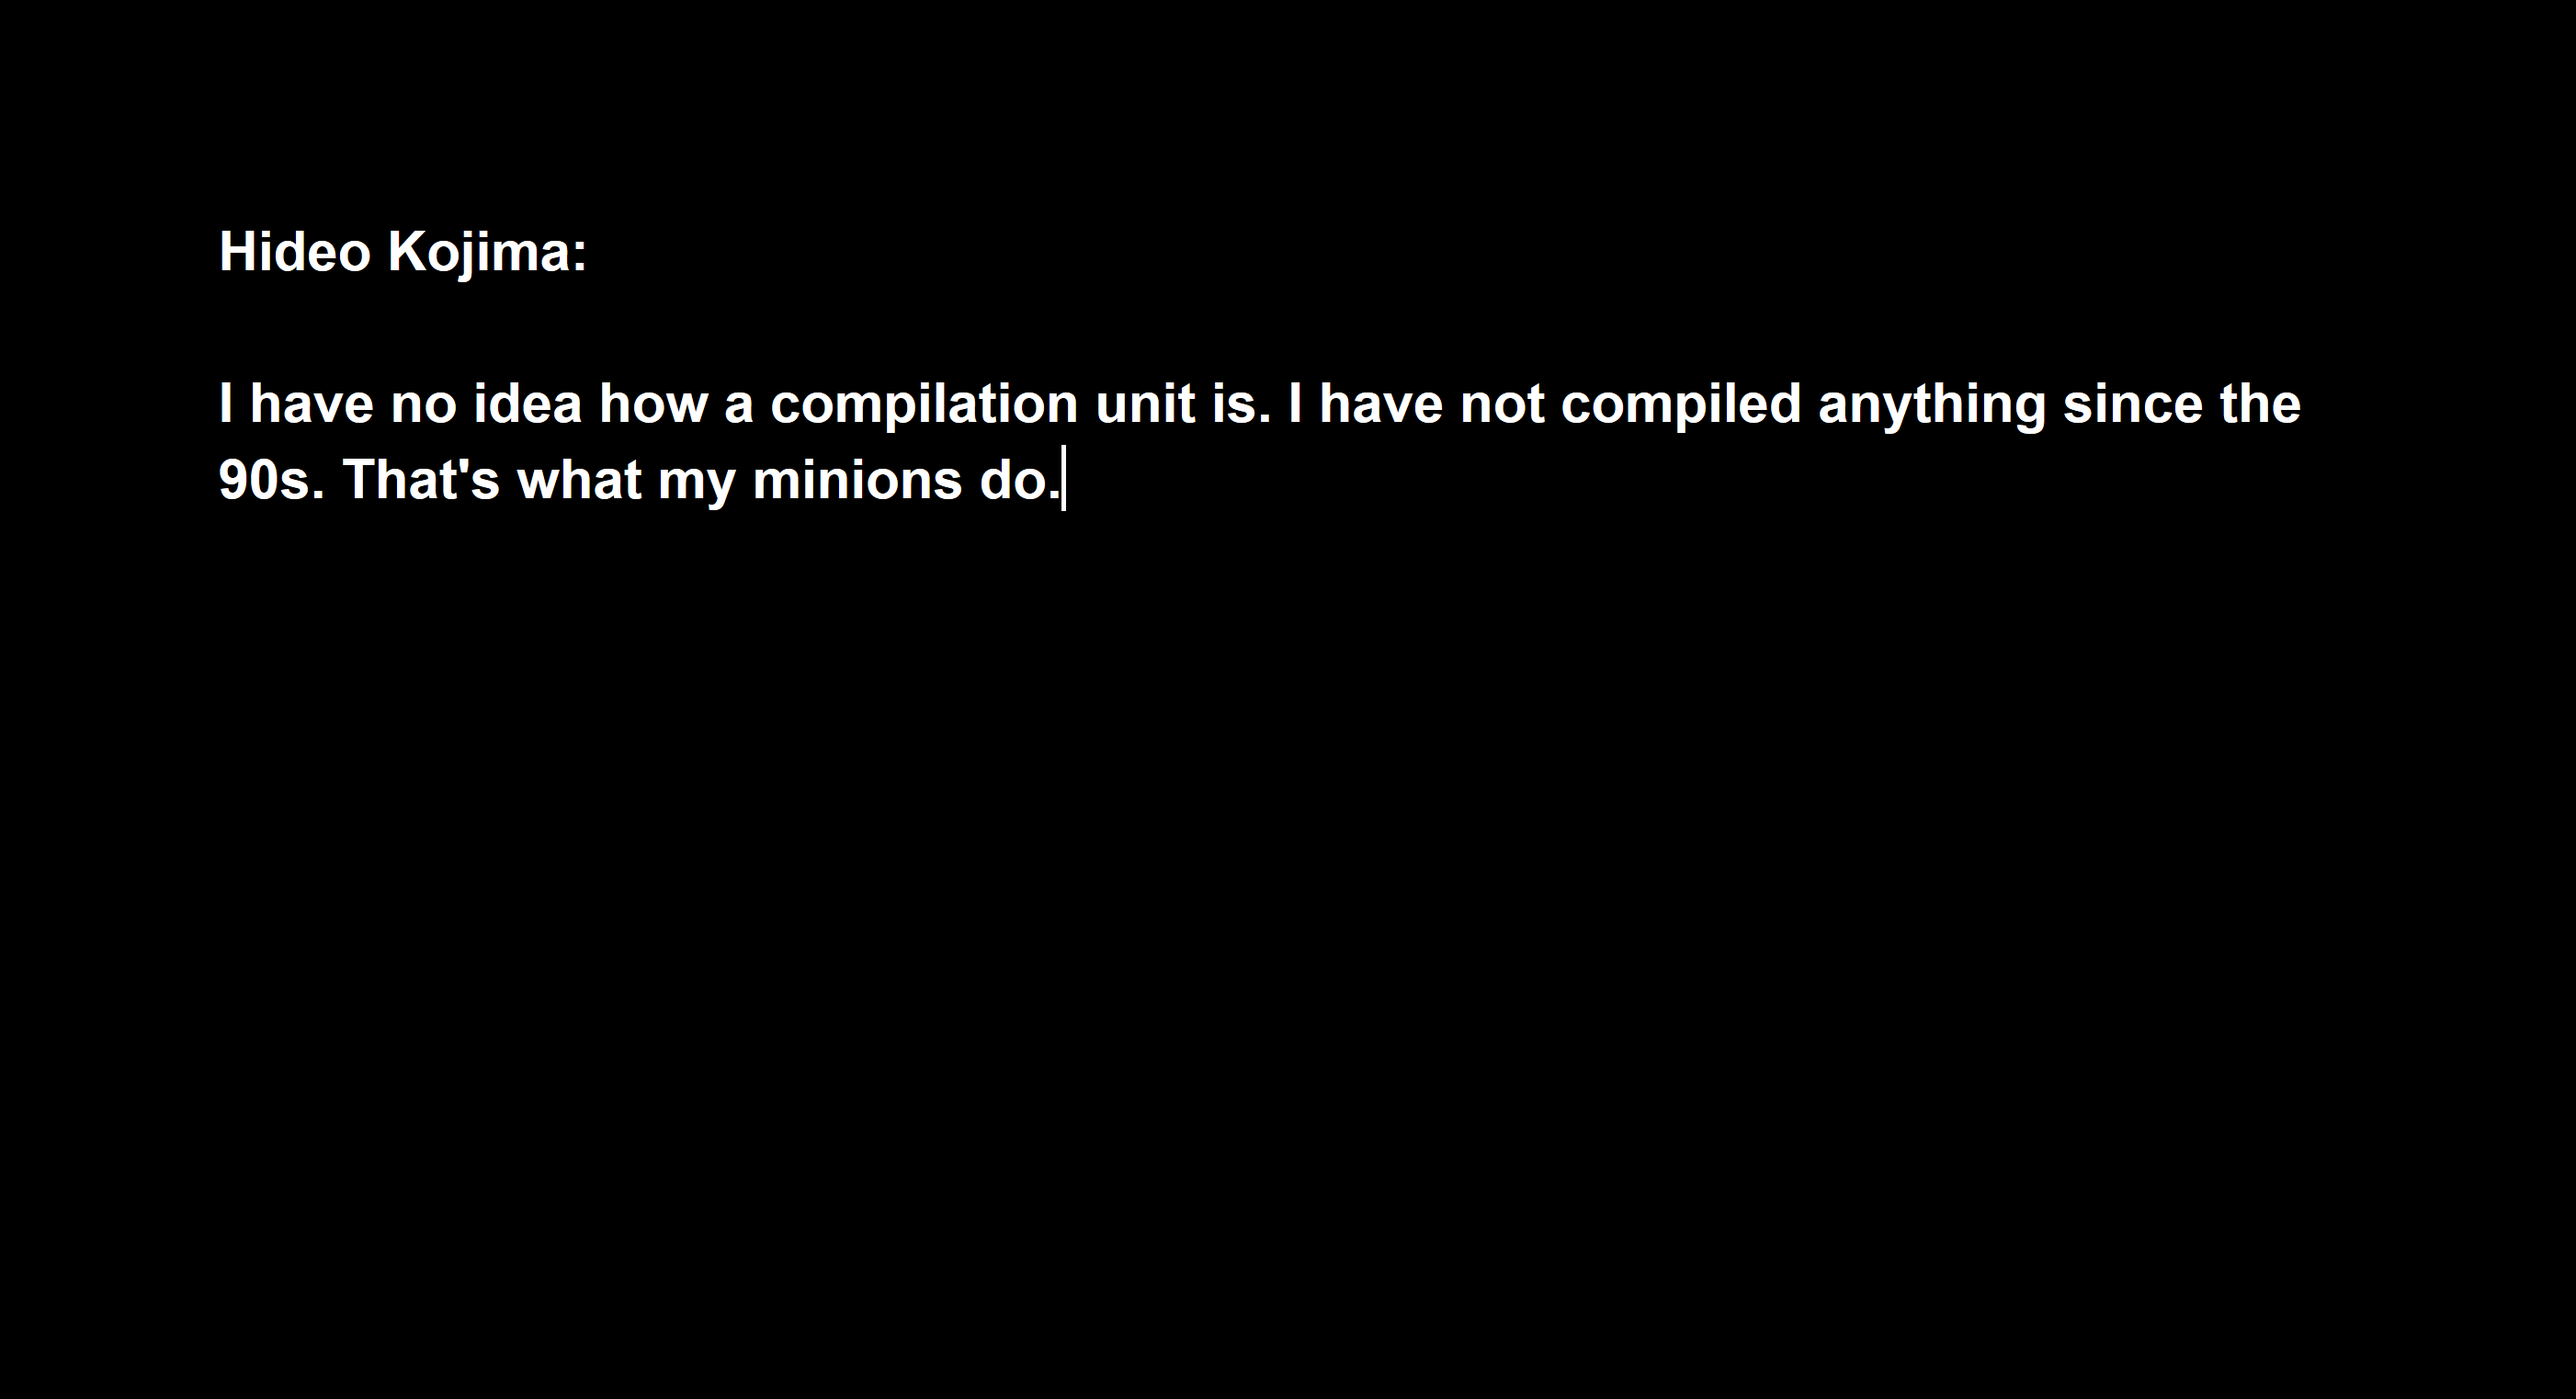 Hideo Kojima:
I have no idea how a compilation unit is. I have not compiled anything since the
90s. That's what my minions do.